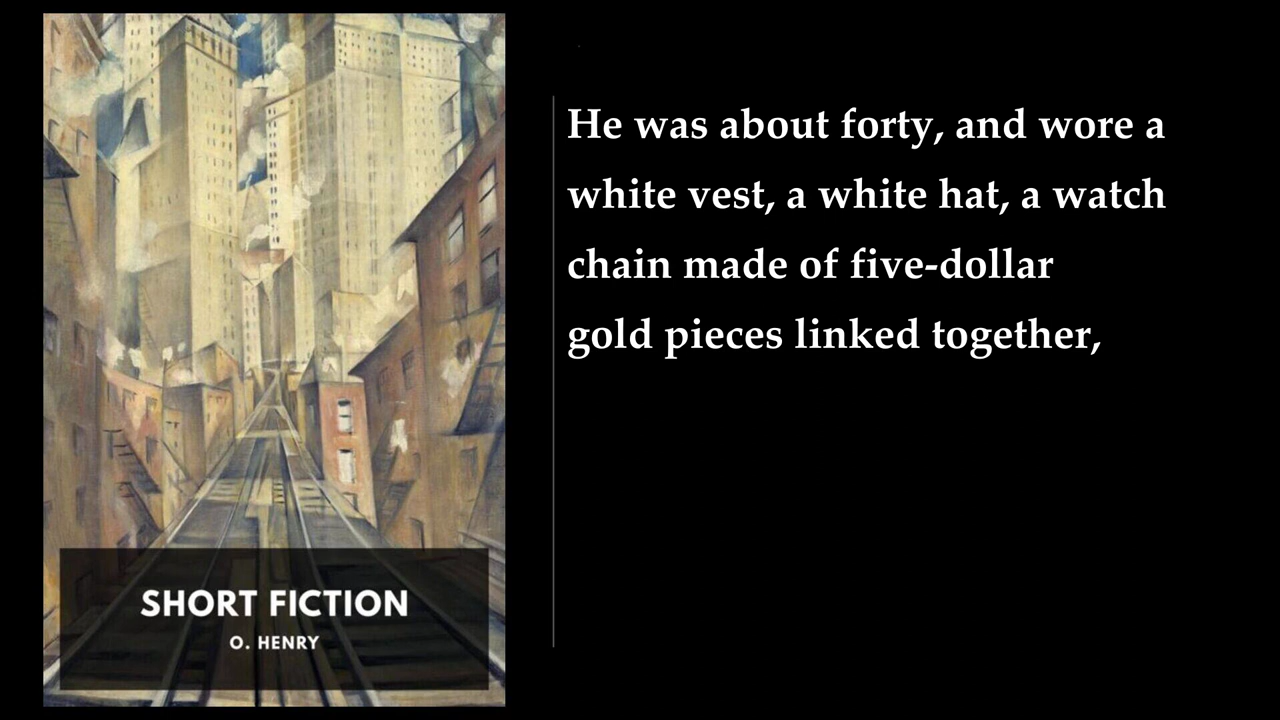 He was about forty, and wore a
white vest, a white hat, a watch
chain made of five-dollar
gold pieces linked together,
SHORT FICTION
O. HENRY